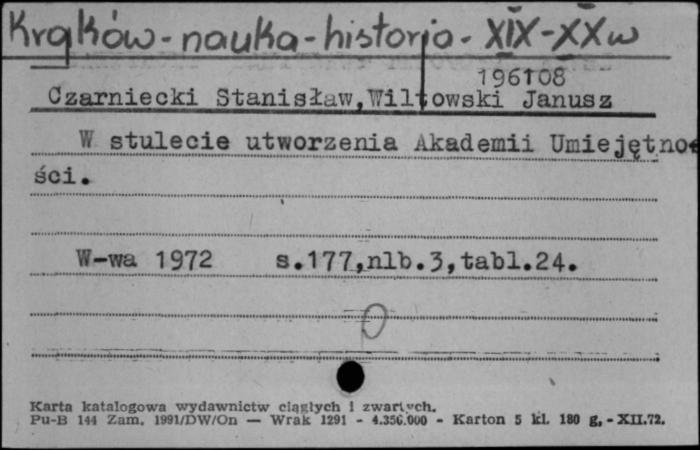 Kraków - nauka - historia - XIX-XX w
196108
Czarniecki Stanisław, Wiltowski Janusz
W stulecie utworzenia Akademii Umiejętno-
ści.
W-wa 1972 s.177,nlb.3,tabl.24.
Karta katalogowa wydawnictw ciągłych i zwartych.
Pu-B 144 Zam. 1991/DW/On — Wrak 1291 - 4.356.000 - Karton 5 kl. 180 g, - XII.72.